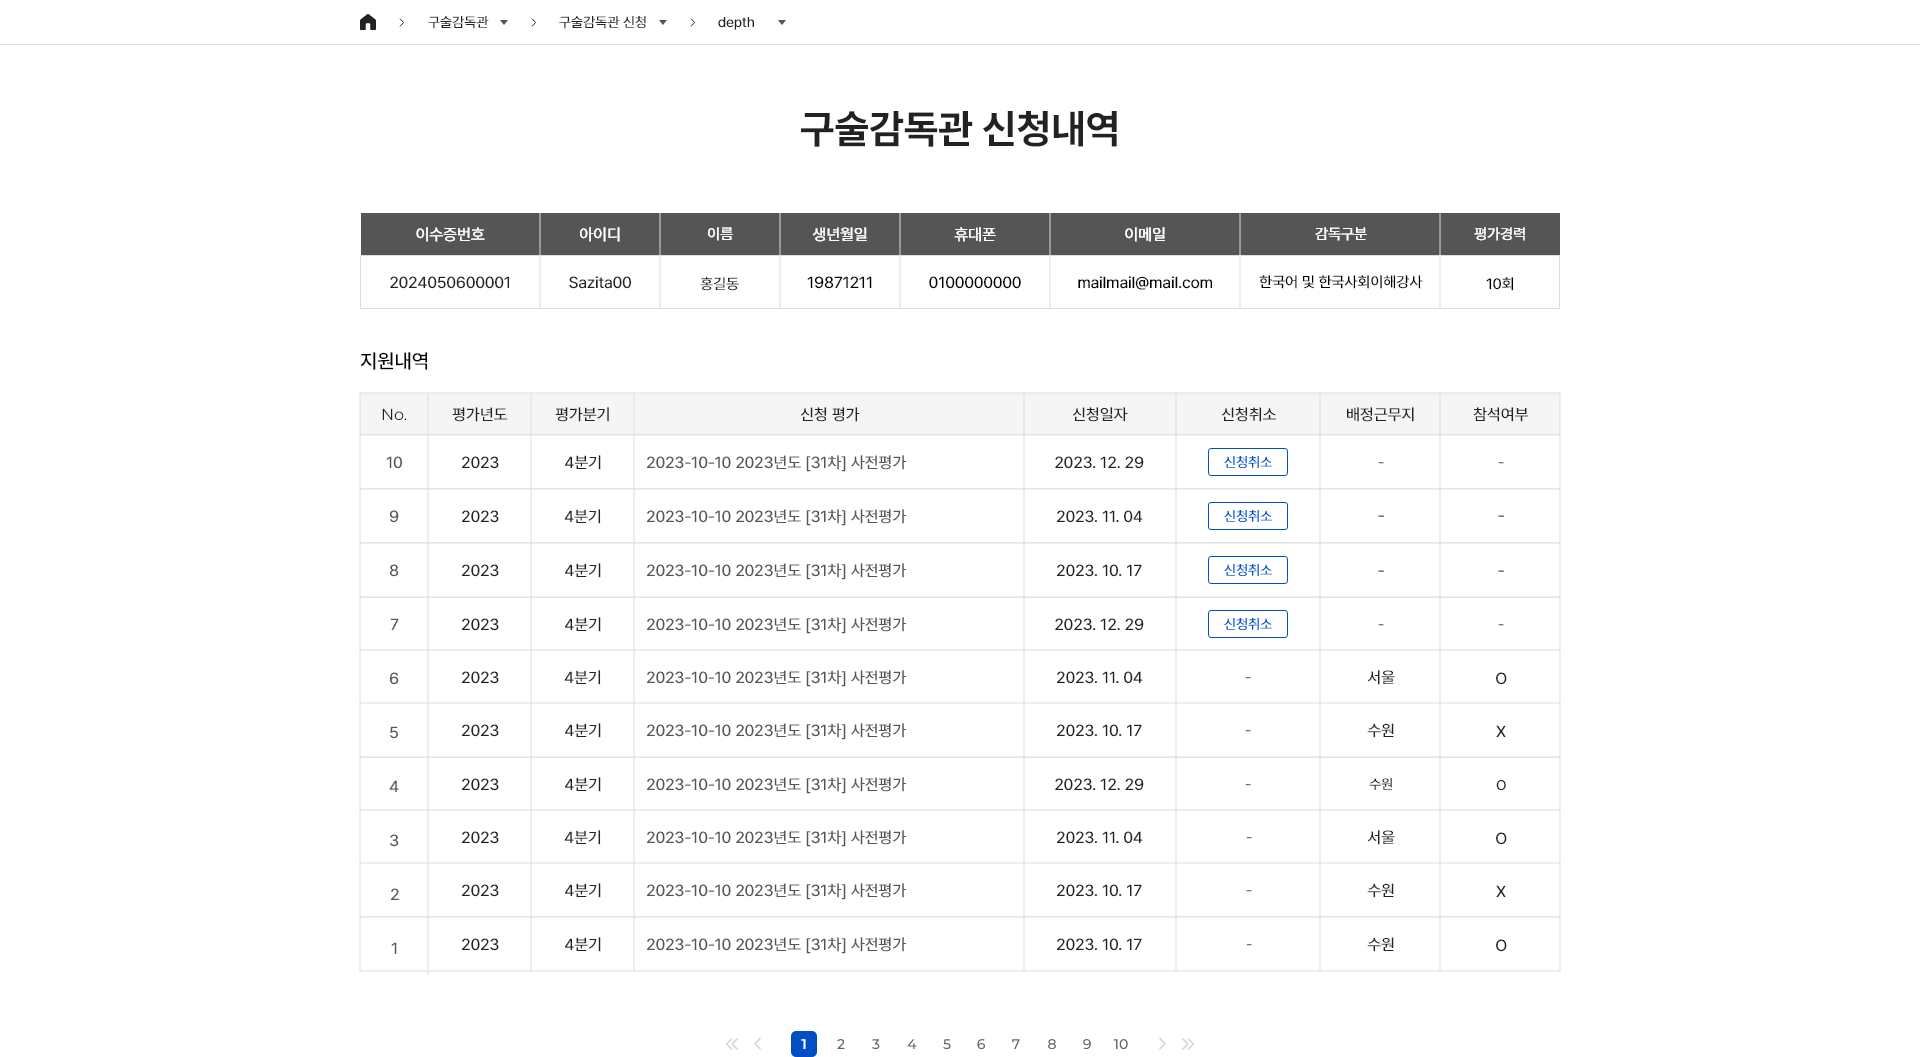 구술감독관 구술감독관 신청 depth
구술감독관 신청내역
이수증번호 아이디 이름 생년월일 휴대폰 이메일 감독구분 평가경력
2024050600001 Sazita00 홍길동 19871211 0100000000 mailmail@mail.com 한국어 및 한국사회이해강사 10회
지원내역
No. 평가년도 평가분기 신청 평가 신청일자 신청취소 배정근무지 참석여부
10 2023 4분기 2023-10-10 2023년도 [31차] 사전평가 2023. 12. 29 신청취소 - -
9 2023 4분기 2023-10-10 2023년도 [31차] 사전평가 2023. 11. 04 신청취소 - -
8 2023 4분기 2023-10-10 2023년도 [31차] 사전평가 2023. 10. 17 신청취소 - -
7 2023 4분기 2023-10-10 2023년도 [31차] 사전평가 2023. 12. 29 신청취소 - -
6 2023 4분기 2023-10-10 2023년도 [31차] 사전평가 2023. 11. 04 - 서울 O
5 2023 4분기 2023-10-10 2023년도 [31차] 사전평가 2023. 10. 17 - 수원 X
4 2023 4분기 2023-10-10 2023년도 [31차] 사전평가 2023. 12. 29 - 수원 O
3 2023 4분기 2023-10-10 2023년도 [31차] 사전평가 2023. 11. 04 - 서울 O
2 2023 4분기 2023-10-10 2023년도 [31차] 사전평가 2023. 10. 17 - 수원 X
1 2023 4분기 2023-10-10 2023년도 [31차] 사전평가 2023. 10. 17 - 수원 O
1 2 3 4 5 6 7 8 9 10